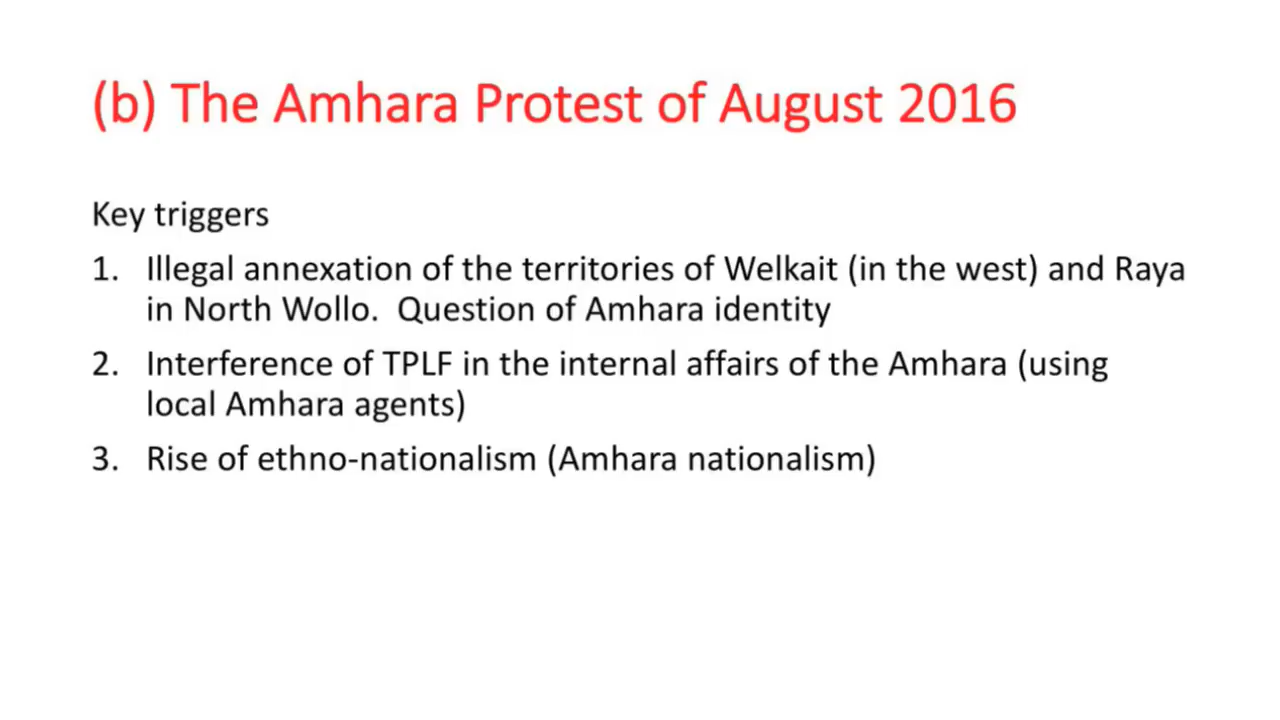 (b) The Amhara Protest of August 2016
Key triggers
1. Illegal annexation of the territories of Welkait (in the west) and Raya
in North Wollo.  Question of Amhara identity
2. Interference of TPLF in the internal affairs of the Amhara (using
local Amhara agents)
3. Rise of ethno-nationalism (Amhara nationalism)